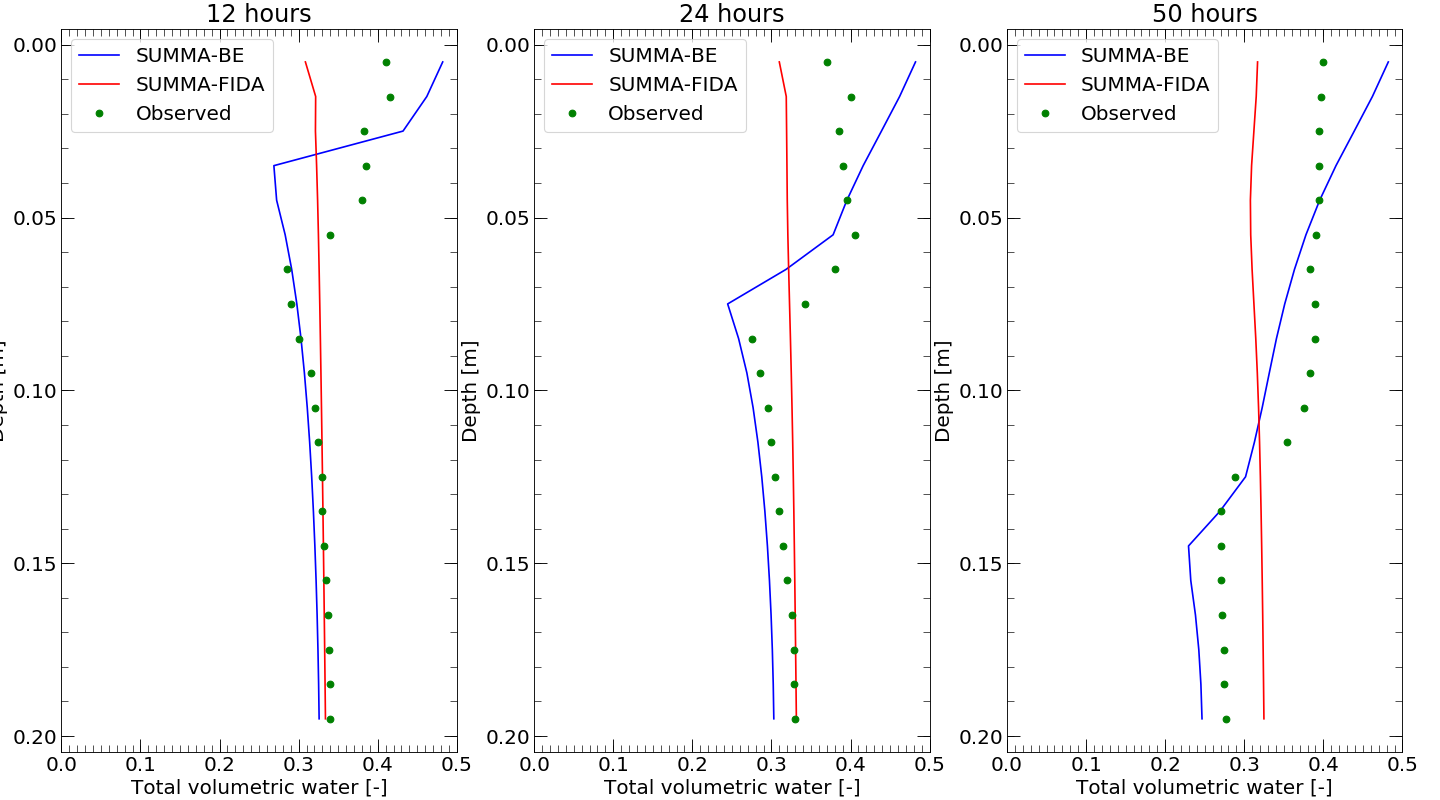 12 hours
SUMMA-BE
SUMMA-FIDA
Observed
0.00
0.05
0.10
0.15
0.20
Depth [m]
0.0 0.1 0.2 0.3 0.4 0.5
Total volumetric water [-]
24 hours
SUMMA-BE
SUMMA-FIDA
Observed
0.00
0.05
0.10
0.15
0.20
Depth [m]
0.0 0.1 0.2 0.3 0.4 0.5
Total volumetric water [-]
50 hours
SUMMA-BE
SUMMA-FIDA
Observed
0.00
0.05
0.10
0.15
0.20
Depth [m]
0.0 0.1 0.2 0.3 0.4 0.5
Total volumetric water [-]